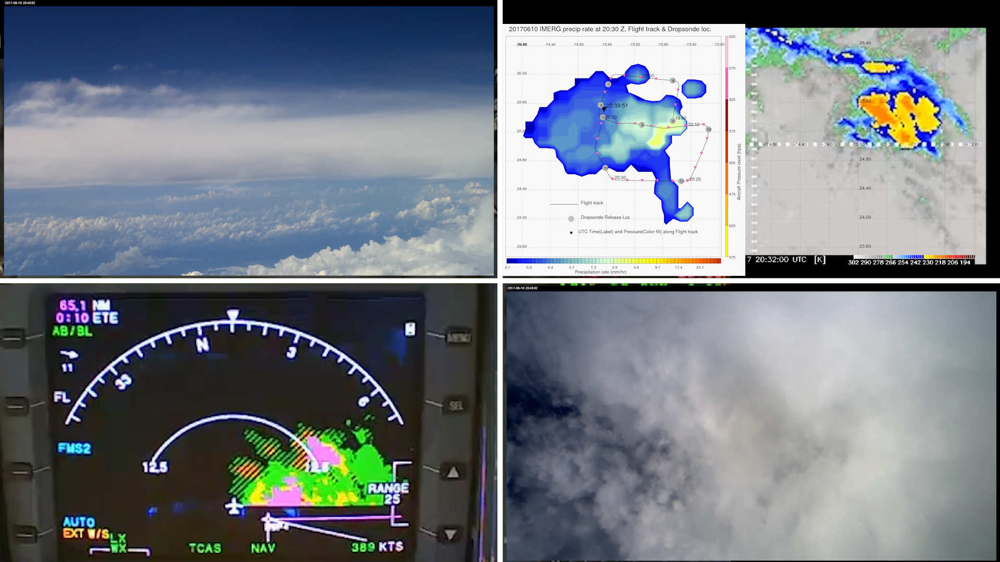 2017-06-10 20:40:02
20170610 IMERG precip rate at 20:30 Z, Flight track & Dropsonde loc.
-74.40 -74.00 -73.60 -73.20 -72.80 -72.40 -72.00
26.00
25.60
24.80
24.40
24.00
23.60
19:50
6
7
8
20:39:51
13 20:00
9
5
19:40
20:10
10
12
20:30
11
20:20
Flight track
Dropsonde Release Loc
UTC Time(Label) and Pressure(Color-fill) along Flight track
0.1 0.2 0.4 0.7 1.3 2.5 4.8 9.1 17.4 33.1
Precipitation rate (mm/hr)
225
275
325
375
425
475
525
575
Aircraft Pressure level (hpa)
26.40
25.60
25.20
-74.80 -74.40 -74.00 -73.60 -73.20 -72.40 -72.00
24.80
24.40
24.00
23.60
7 20:32:00 UTC [K]
302 290 278 266 254 242 230 218 206 194
65.1 NM
0:10 ETE
AB/BL
11
FL
33
N
3
6
MENU
SEL
FMS2
12.5
RANGE
25
AUTO
EXT W/S
LX
WX
TCAS
NAV
389 KTS
2017-06-10 20:40:02